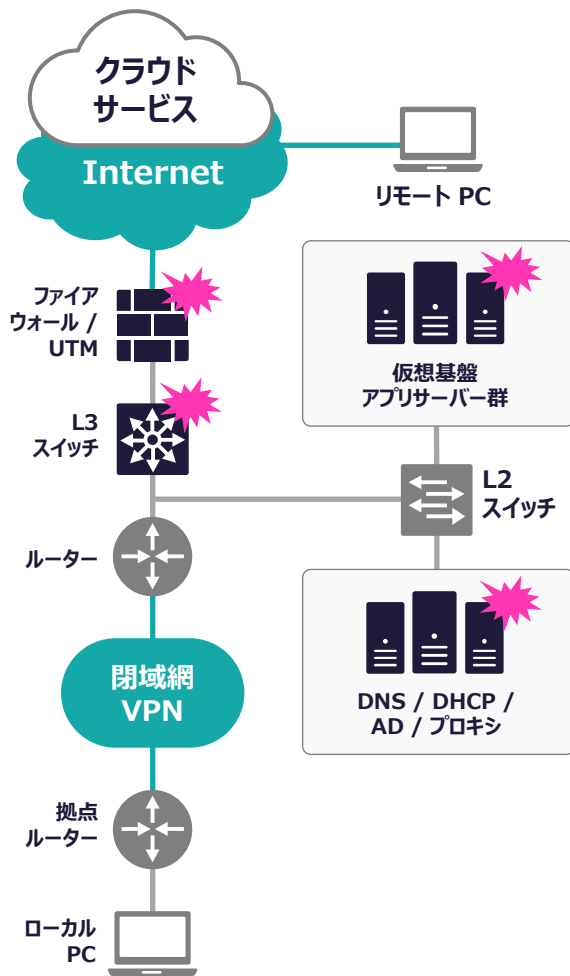 クラウド
サービス
Internet
リモート PC
ファイア
ウォール /
UTM
仮想基盤
アプリサーバー群
L3
スイッチ
L2
スイッチ
ルーター
閉域網
VPN
DNS / DHCP /
AD / プロキシ
拠点
ルーター
ローカル
PC